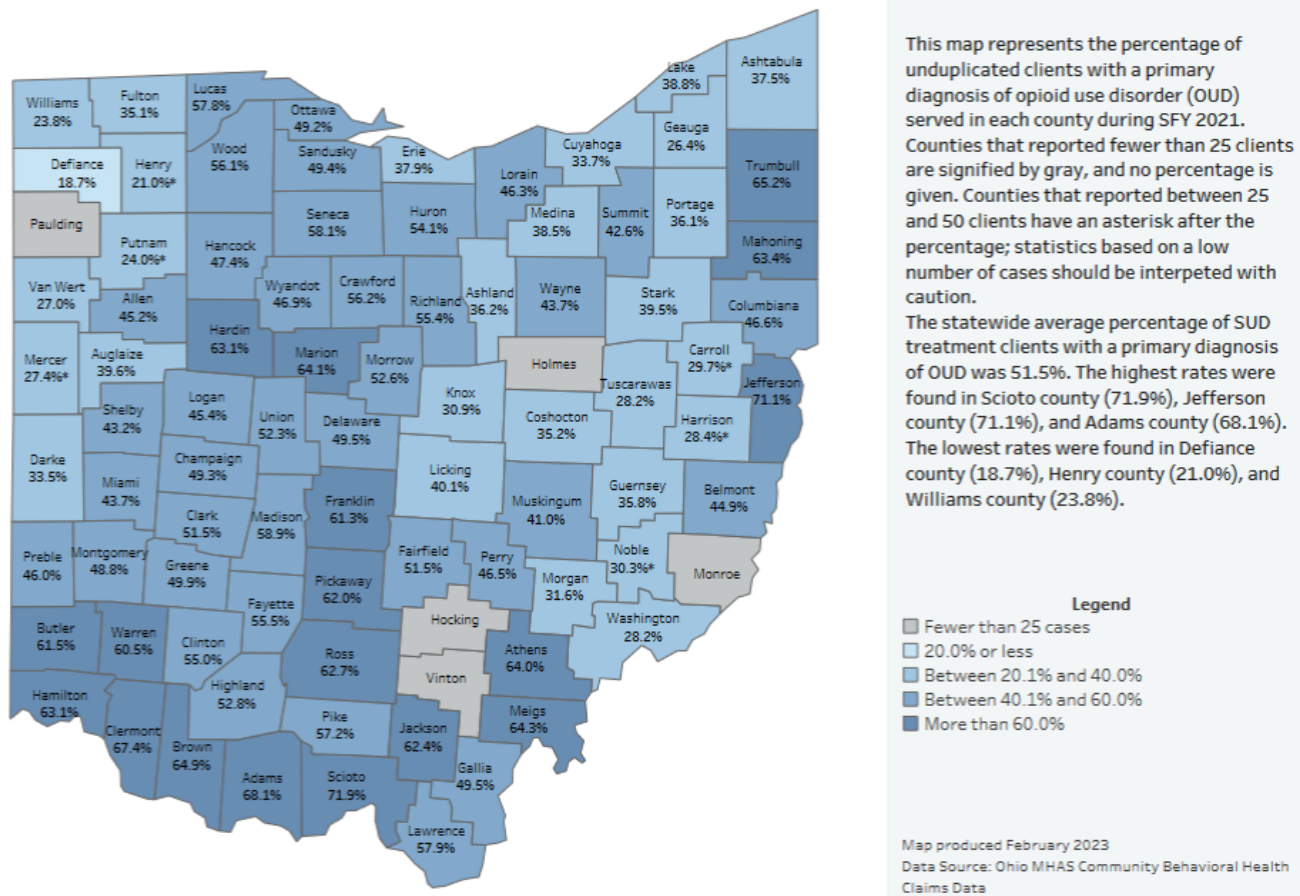 Lake
38.8%
Ashtabula
37.5%
Williams
23.8%
Fulton
35.1%
Lucas
57.8%
Ottawa
49.2%
Geauga
26.4%
Defiance
18.7%
Henry
21.0%*
Wood
56.1%
Sandusky
49.4%
Erie
37.9%
Lorain
46.3%
Cuyahoga
33.7%
Trumbull
65.2%
Paulding
Putnam
24.0%*
Hancock
47.4%
Seneca
58.1%
Huron
54.1%
Medina
38.5%
Summit
42.6%
Portage
36.1%
Mahoning
63.4%
Van Wert
27.0%
Allen
45.2%
Wyandot
46.9%
Crawford
56.2%
Richland
55.4%
Ashland
36.2%
Wayne
43.7%
Stark
39.5%
Columbiana
46.6%
Mercer
27.4%*
Auglaize
39.6%
Hardin
63.1%
Marion
64.1%
Morrow
52.6%
Holmes
Tuscarawas
28.2%
Carroll
29.7%*
Jefferson
71.1%
Shelby
43.2%
Logan
45.4%
Union
52.3%
Delaware
49.5%
Knox
30.9%
Coshocton
35.2%
Harrison
28.4%*
Darke
33.5%
Miami
43.7%
Champaign
49.3%
Licking
40.1%
Muskingum
41.0%
Guernsey
35.8%
Belmont
44.9%
Clark
51.5%
Madison
58.9%
Franklin
61.3%
Preble
46.0%
Montgomery
48.8%
Greene
49.9%
Fairfield
51.5%
Perry
46.5%
Morgan
31.6%
Noble
30.3%*
Monroe
Fayette
55.5%
Pickaway
62.0%
Hocking
Washington
28.2%
Butler
61.5%
Warren
60.5%
Clinton
55.0%
Ross
62.7%
Vinton
Athens
64.0%
Hamilton
63.1%
Clermont
67.4%
Brown
64.9%
Highland
52.8%
Pike
57.2%
Jackson
62.4%
Meigs
64.3%
Adams
68.1%
Scioto
71.9%
Gallia
49.5%
Lawrence
57.9%
This map represents the percentage of
unduplicated clients with a primary
diagnosis of opioid use disorder (OUD)
served in each county during SFY 2021.
Counties that reported fewer than 25 clients
are signified by gray, and no percentage is
given. Counties that reported between 25
and 50 clients have an asterisk after the
percentage; statistics based on a low
number of cases should be interpeted with
caution.
The statewide average percentage of SUD
treatment clients with a primary diagnosis
of OUD was 51.5%. The highest rates were
found in Scioto county (71.9%), Jefferson
county (71.1%), and Adams county (68.1%).
The lowest rates were found in Defiance
county (18.7%), Henry county (21.0%), and
Williams county (23.8%).
Legend
Fewer than 25 cases
20.0% or less
Between 20.1% and 40.0%
Between 40.1% and 60.0%
More than 60.0%
Map produced February 2023
Data Source: Ohio MHAS Community Behavioral Health
Claims Data